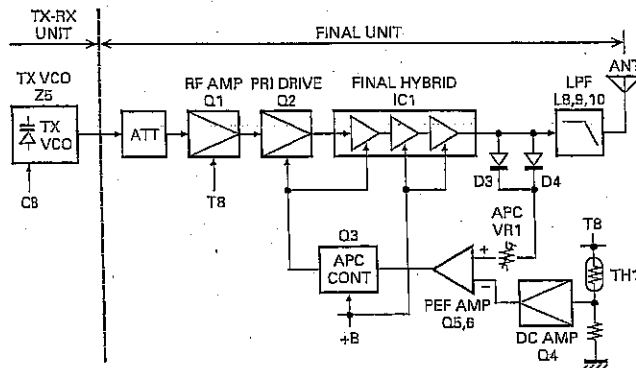 TX-RX
UNIT
FINAL UNIT
ANT
TX VCO
Z5
RF AMP
Q1
PRI DRIVE
Q2
FINAL HYBRID
IC1
LPF
L8,9,10
TX
VCO
ATT
D3
D4
C8
T8
APC
VR1
T8
Q3
APC
CONT
+
−
TH1
PEF AMP
Q5,6
DC AMP
Q4
+B